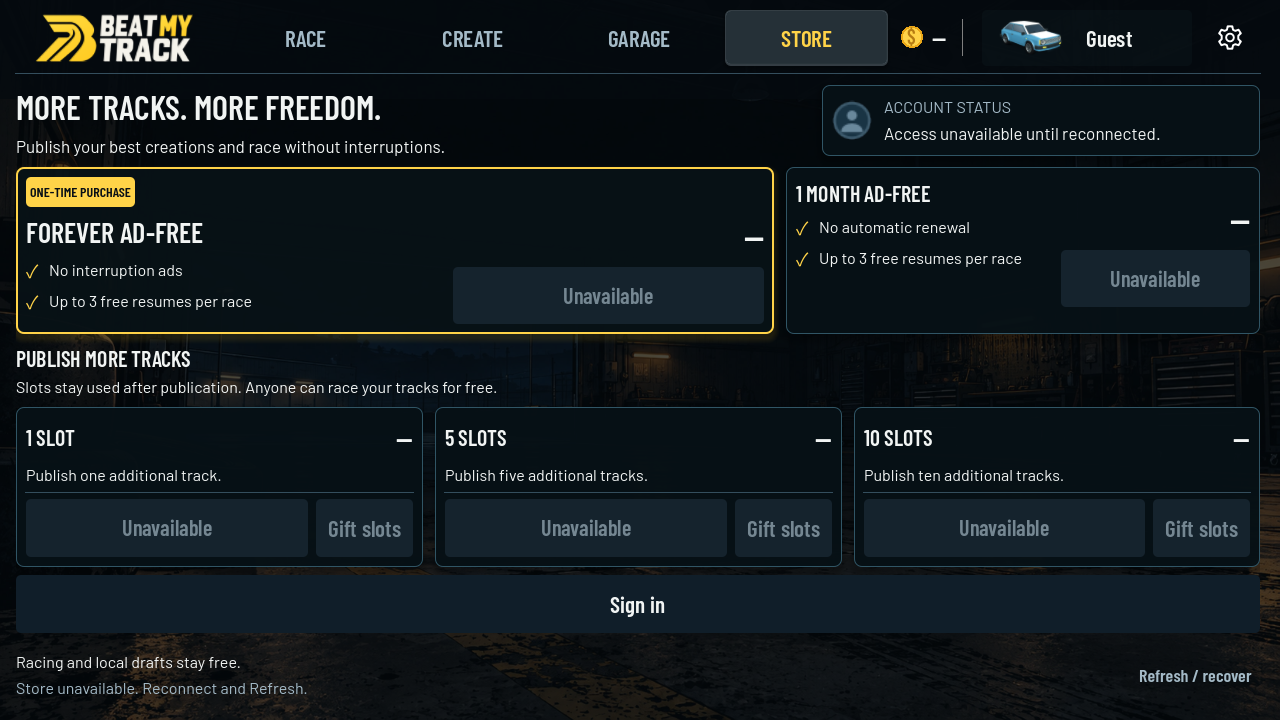 BEATMY
TRACK
RACE
CREATE
GARAGE
STORE
$ —
Guest
MORE TRACKS. MORE FREEDOM.
Publish your best creations and race without interruptions.
ACCOUNT STATUS
Access unavailable until reconnected.
ONE-TIME PURCHASE
FOREVER AD-FREE
—
✓ No interruption ads
✓ Up to 3 free resumes per race
Unavailable
1 MONTH AD-FREE
—
✓ No automatic renewal
✓ Up to 3 free resumes per race
Unavailable
PUBLISH MORE TRACKS
Slots stay used after publication. Anyone can race your tracks for free.
1 SLOT —
Publish one additional track.
Unavailable
Gift slots
5 SLOTS —
Publish five additional tracks.
Unavailable
Gift slots
10 SLOTS —
Publish ten additional tracks.
Unavailable
Gift slots
Sign in
Racing and local drafts stay free.
Store unavailable. Reconnect and Refresh.
Refresh / recover